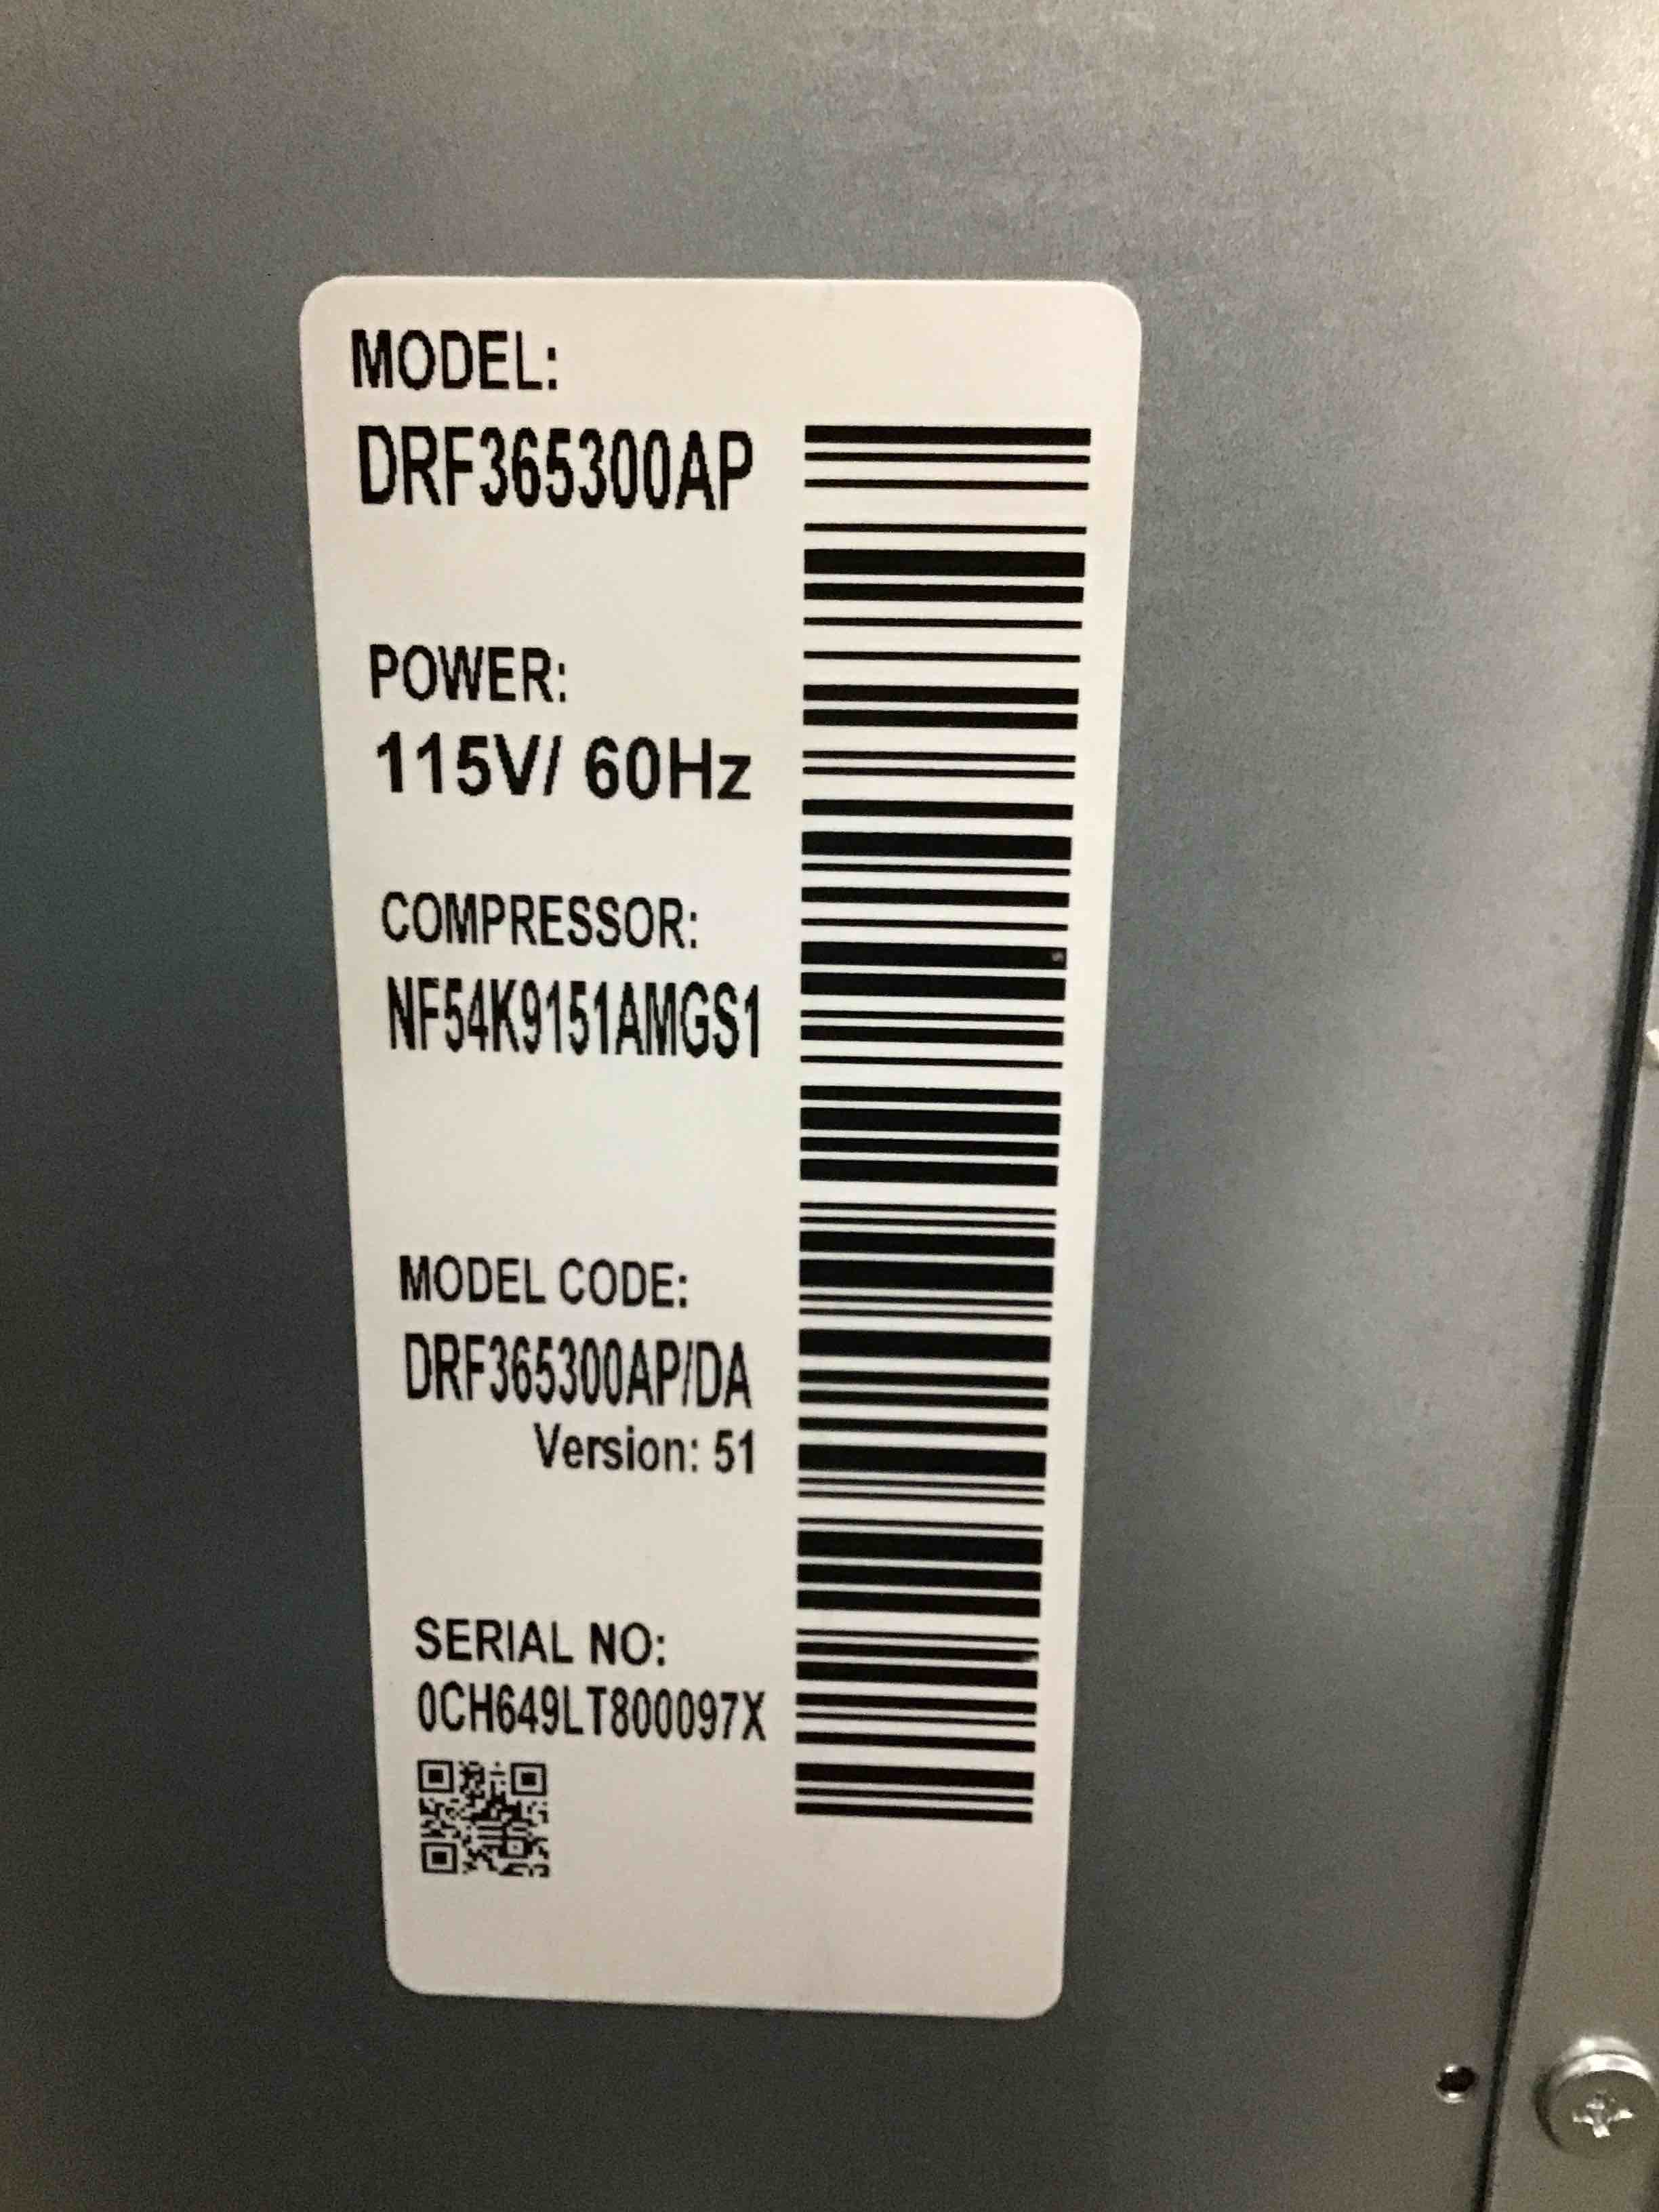 MODEL:
DRF365300AP
POWER:
115V/ 60Hz
COMPRESSOR:
NF54K9151AMGS1
MODEL CODE:
DRF365300AP/DA
Version: 51
SERIAL NO:
0CH649LT800097X